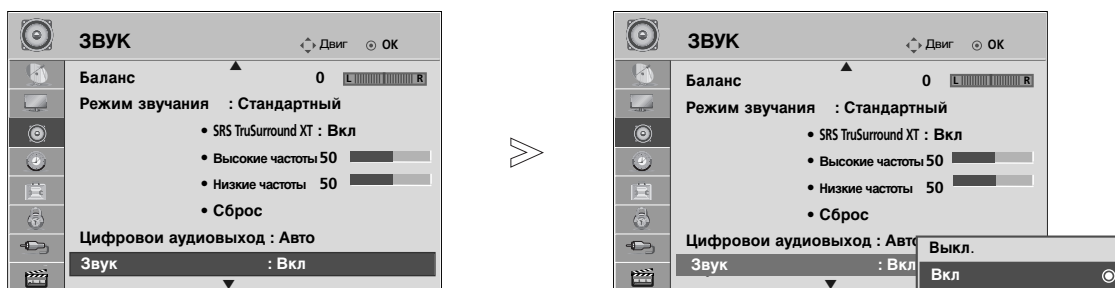 ЗВУК Двиг OK
Баланс 0 L R
Режим звучания : Стандартный
• SRS TruSurround XT : Вкл
• Высокие частоты 50
• Низкие частоты 50
• Сброс
Цифровои аудиовыход : Авто
Звук : Вкл
ЗВУК Двиг OK
Баланс 0 L R
Режим звучания : Стандартный
• SRS TruSurround XT : Вкл
• Высокие частоты 50
• Низкие частоты 50
• Сброс
Цифровои аудиовыход : Авто
Звук : Вкл
Выкл.
Вкл